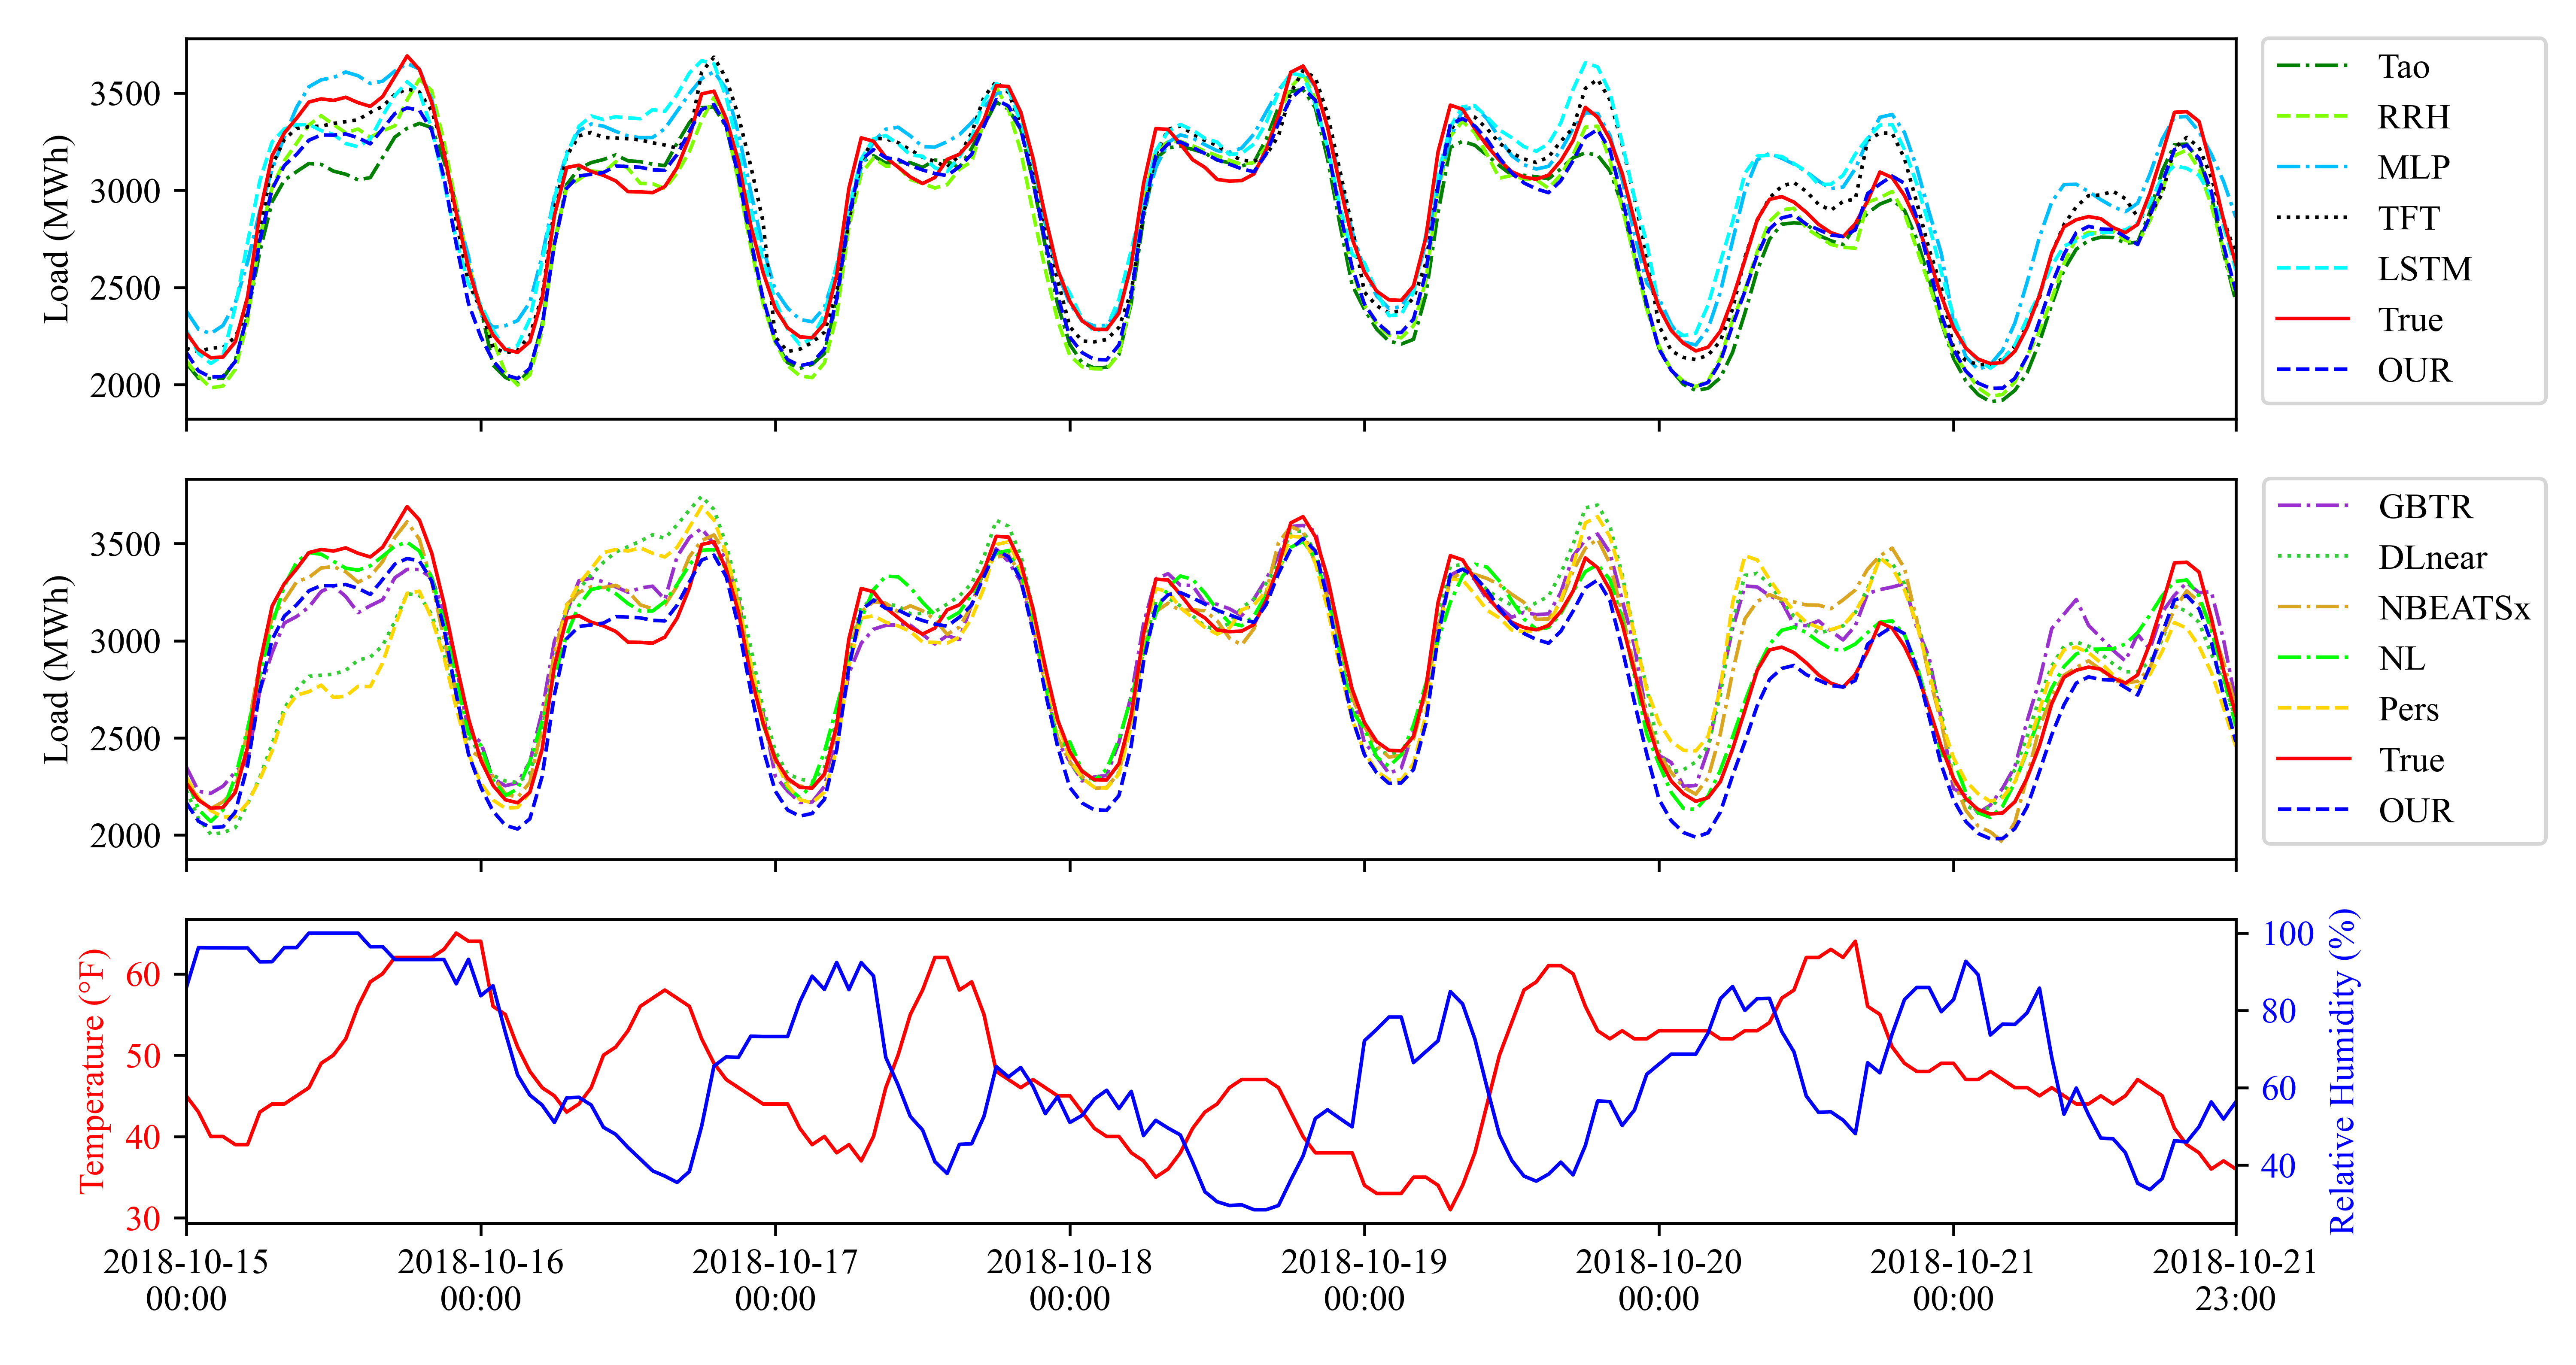 Load (MWh)
3500
3000
2500
2000
Tao
RRH
MLP
TFT
LSTM
True
OUR
Load (MWh)
3500
3000
2500
2000
GBTR
DLnear
NBEATSx
NL
Pers
True
OUR
Temperature (°F)
60
50
40
30
100
80
60
40
Relative Humidity (%)
2018-10-15 2018-10-16 2018-10-17 2018-10-18 2018-10-19 2018-10-20 2018-10-21 2018-10-21
00:00 00:00 00:00 00:00 00:00 00:00 00:00 23:00